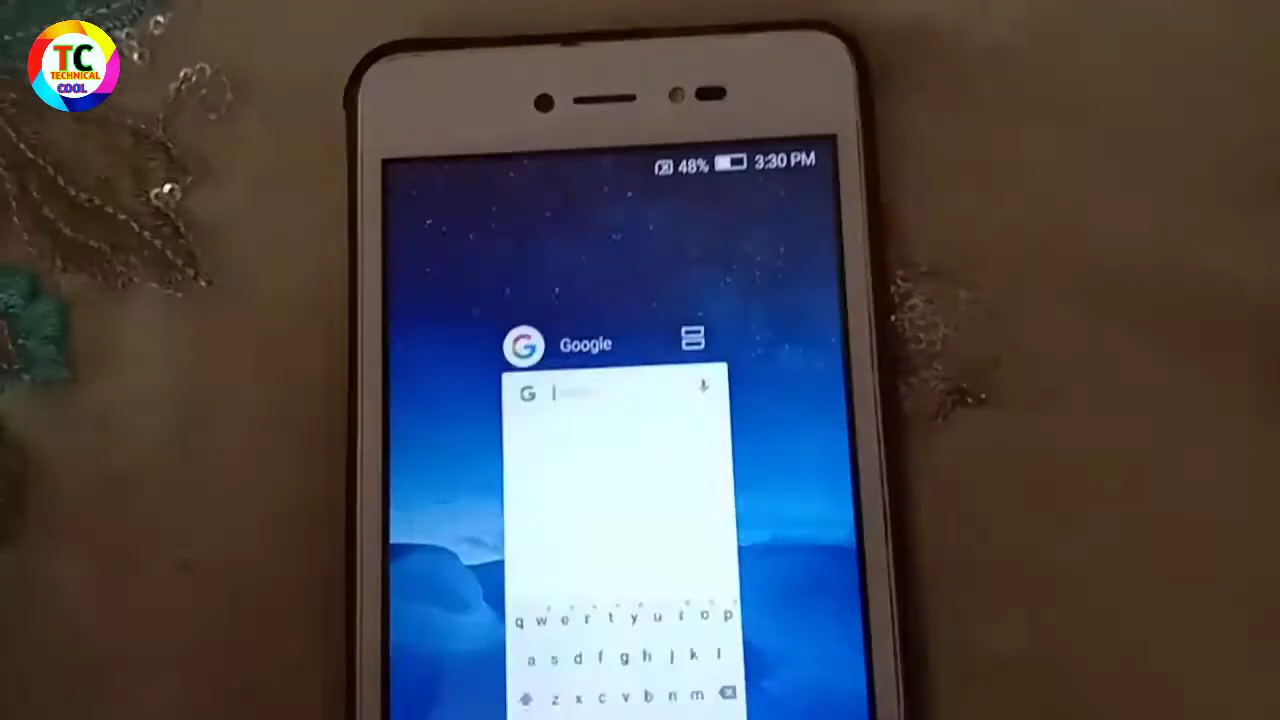 TC
TECHNICAL
COOL
48% 3:30 PM
Google
G
q w e r t y u i o p
a s d f g h j k l
z x c v b n m